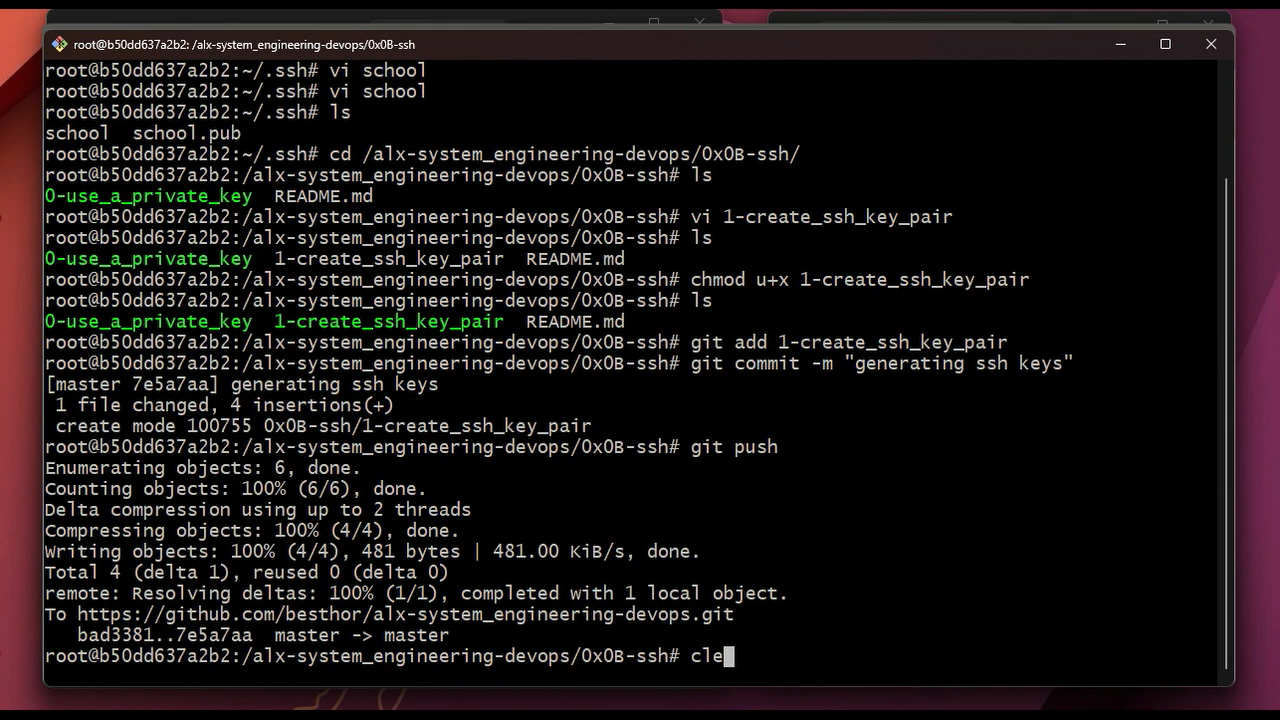 root@b50dd637a2b2: /alx-system_engineering-devops/0x0B-ssh
root@b50dd637a2b2:~/.ssh# vi school
root@b50dd637a2b2:~/.ssh# vi school
root@b50dd637a2b2:~/.ssh# ls
school  school.pub
root@b50dd637a2b2:~/.ssh# cd /alx-system_engineering-devops/0x0B-ssh/
root@b50dd637a2b2:/alx-system_engineering-devops/0x0B-ssh# ls
0-use_a_private_key  README.md
root@b50dd637a2b2:/alx-system_engineering-devops/0x0B-ssh# vi 1-create_ssh_key_pair
root@b50dd637a2b2:/alx-system_engineering-devops/0x0B-ssh# ls
0-use_a_private_key  1-create_ssh_key_pair  README.md
root@b50dd637a2b2:/alx-system_engineering-devops/0x0B-ssh# chmod u+x 1-create_ssh_key_pair
root@b50dd637a2b2:/alx-system_engineering-devops/0x0B-ssh# ls
0-use_a_private_key  1-create_ssh_key_pair  README.md
root@b50dd637a2b2:/alx-system_engineering-devops/0x0B-ssh# git add 1-create_ssh_key_pair
root@b50dd637a2b2:/alx-system_engineering-devops/0x0B-ssh# git commit -m "generating ssh keys"
[master 7e5a7aa] generating ssh keys
 1 file changed, 4 insertions(+)
 create mode 100755 0x0B-ssh/1-create_ssh_key_pair
root@b50dd637a2b2:/alx-system_engineering-devops/0x0B-ssh# git push
Enumerating objects: 6, done.
Counting objects: 100% (6/6), done.
Delta compression using up to 2 threads
Compressing objects: 100% (4/4), done.
Writing objects: 100% (4/4), 481 bytes | 481.00 KiB/s, done.
Total 4 (delta 1), reused 0 (delta 0)
remote: Resolving deltas: 100% (1/1), completed with 1 local object.
To https://github.com/besthor/alx-system_engineering-devops.git
   bad3381..7e5a7aa  master -> master
root@b50dd637a2b2:/alx-system_engineering-devops/0x0B-ssh# cle